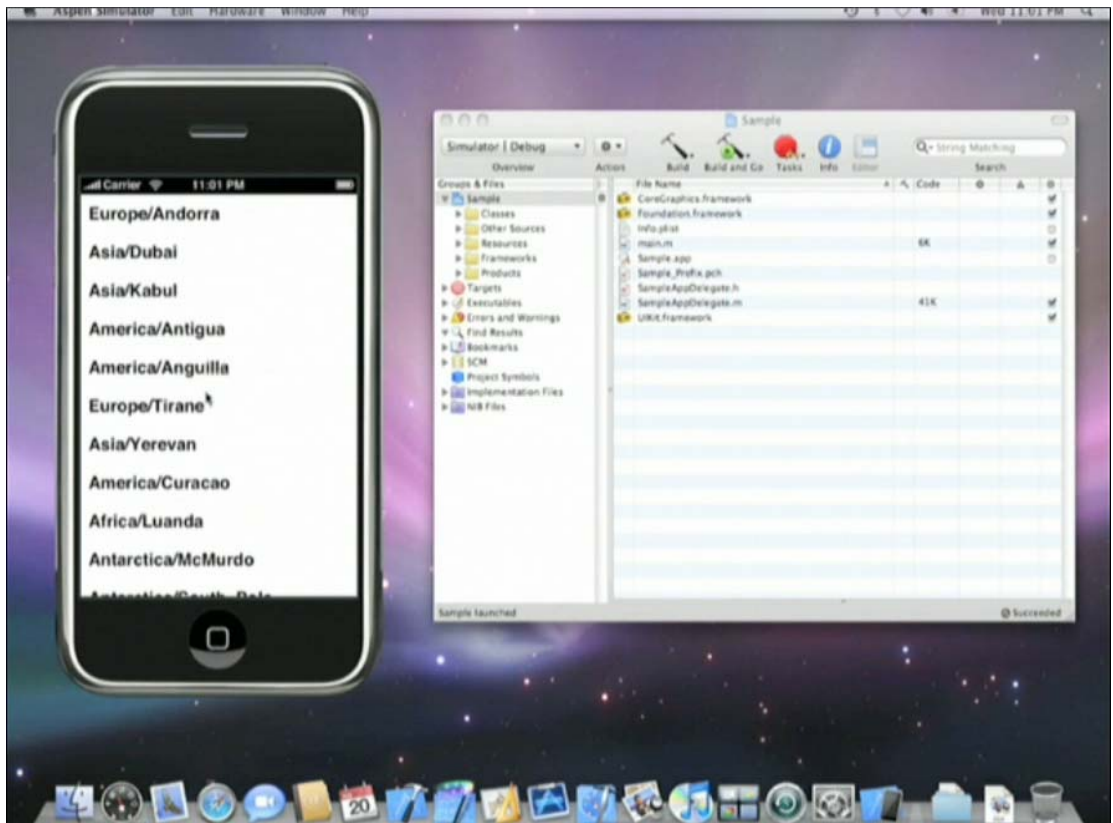 Aspen Simulator Edit Hardware Window Help
Wed 11:01 PM
Carrier 11:01 PM
Europe/Andorra
Asia/Dubai
Asia/Kabul
America/Antigua
America/Anguilla
Europe/Tirane
Asia/Yerevan
America/Curacao
Africa/Luanda
Antarctica/McMurdo
Antarctica/South_Pole
Sample
Simulator | Debug
String Matching
Overview Action Build Build and Go Tasks Info Editor Search
Groups & Files
Sample
Classes
Other Sources
Resources
Frameworks
Products
Targets
Executables
Errors and Warnings
Find Results
Bookmarks
SCM
Project Symbols
Implementation Files
NIB Files
File Name Code
CoreGraphics.framework
Foundation.framework
Info.plist
main.m 6K
Sample.app
Sample_Prefix.pch
SampleAppDelegate.h
SampleAppDelegate.m 41K
UIKit.framework
Sample launched
Succeeded
20